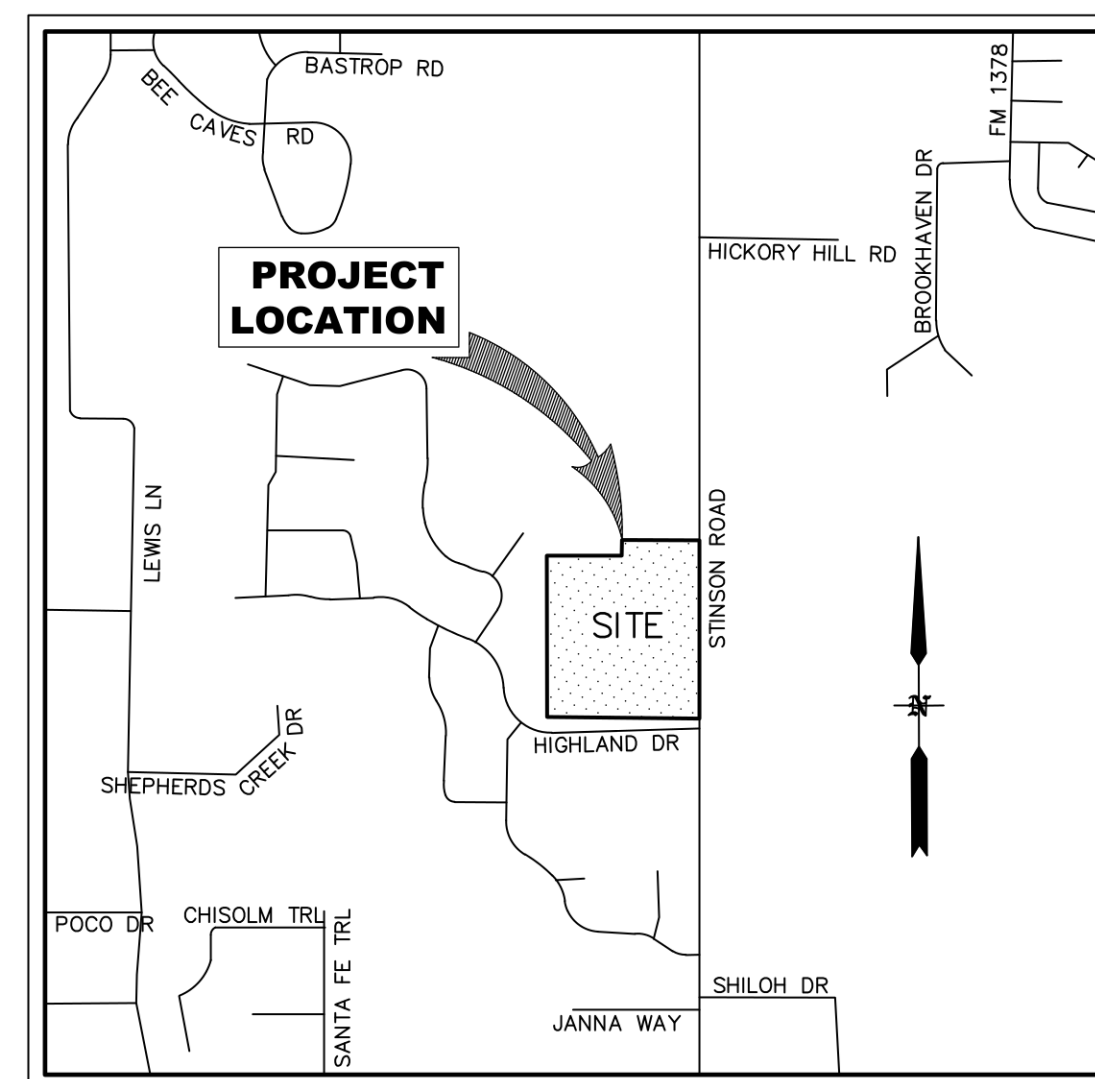 BASTROP RD
BEE CAVES RD
FM 1378
BROOKHAVEN DR
HICKORY HILL RD
PROJECT
LOCATION
LEWIS LN
STINSON ROAD
SITE
N
HIGHLAND DR
SHEPHERDS CREEK DR
POCO DR
CHISOLM TRL
SANTA FE TRL
SHILOH DR
JANNA WAY